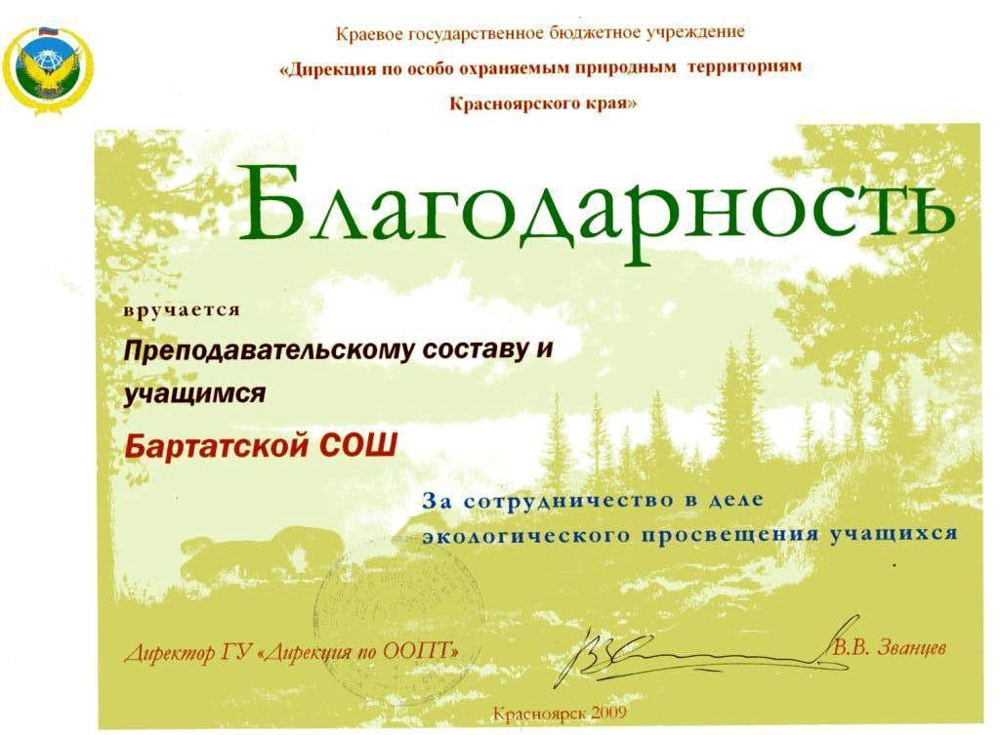 Краевое государственное бюджетное учреждение
«Дирекция по особо охраняемым природным территориям
Красноярского края»
Благодарность
вручается
Преподавательскому составу и
учащимся
Бартатской СОШ
За сотрудничество в деле
экологического просвещения учащихся
Директор ГУ «Дирекция по ООПТ»
В.В. Званцев
Красноярск 2009